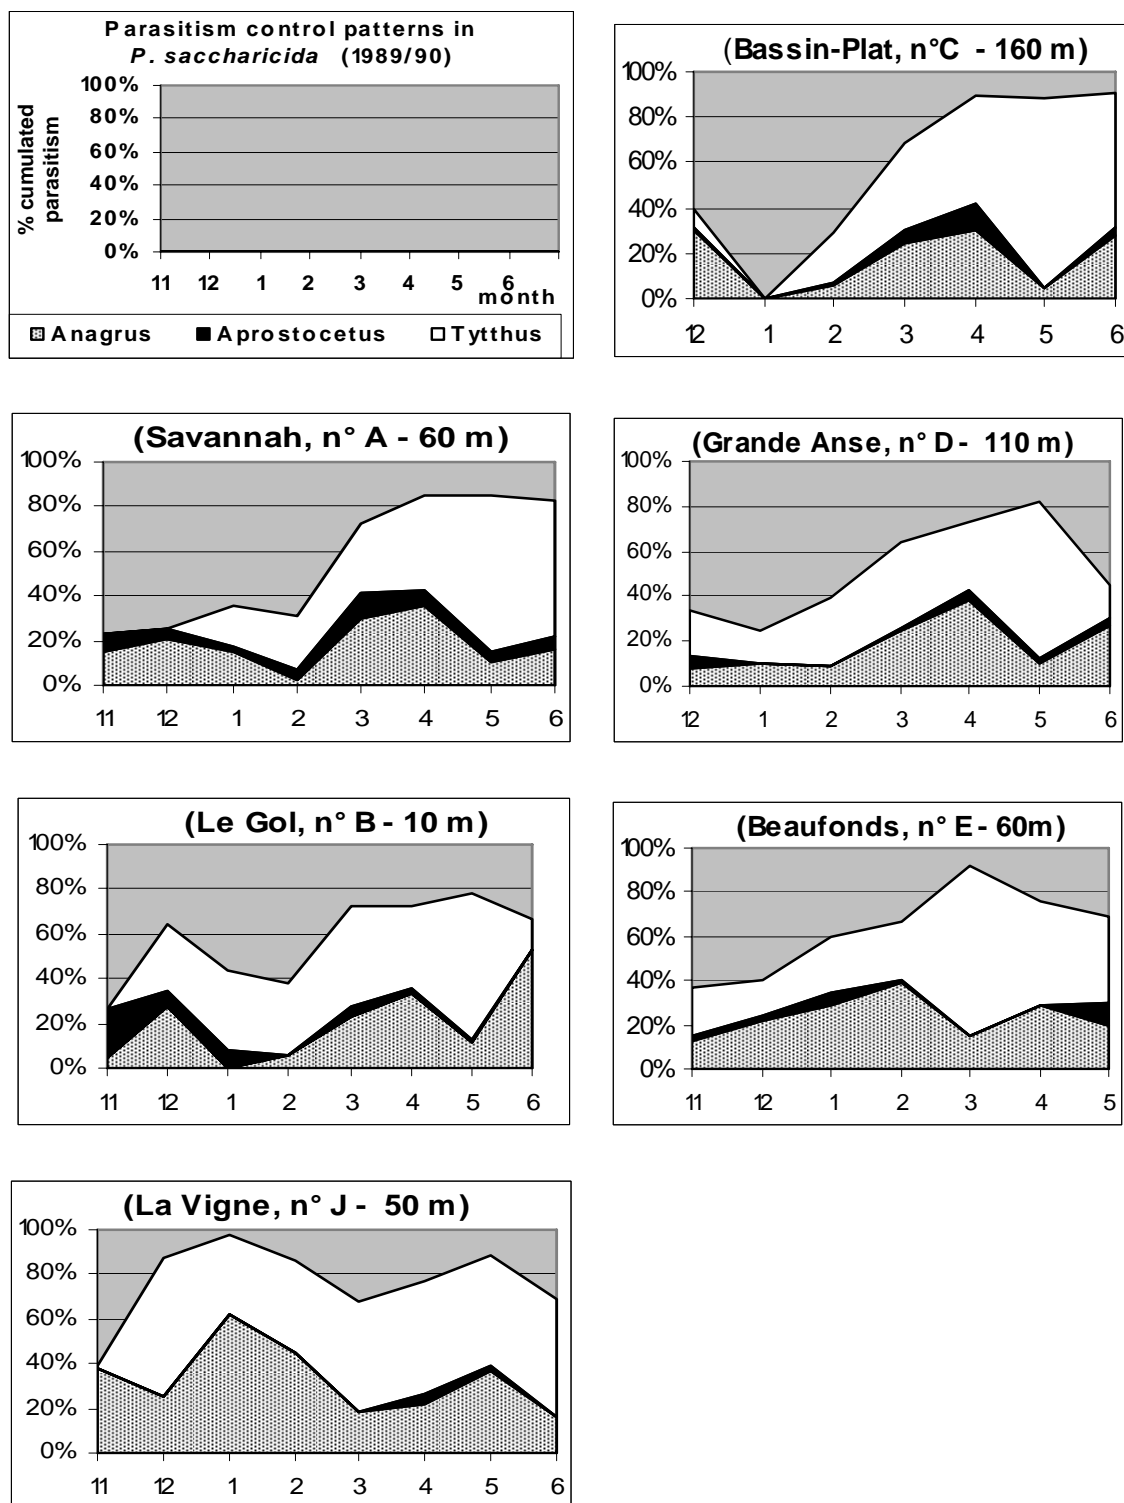 Parasitism control patterns in
P. saccharicida (1989/90)
% cumulated
parasitism
100%
80%
60%
40%
20%
0%
11 12 1 2 3 4 5 6
month
Anagrus Aprostocetus Tytthus
(Bassin-Plat, n°C - 160 m)
100%
80%
60%
40%
20%
0%
12 1 2 3 4 5 6
(Savannah, n° A - 60 m)
100%
80%
60%
40%
20%
0%
11 12 1 2 3 4 5 6
(Grande Anse, n° D - 110 m)
100%
80%
60%
40%
20%
0%
12 1 2 3 4 5 6
(Le Gol, n° B - 10 m)
100%
80%
60%
40%
20%
0%
11 12 1 2 3 4 5 6
(Beaufonds, n° E - 60m)
100%
80%
60%
40%
20%
0%
11 12 1 2 3 4 5
(La Vigne, n° J - 50 m)
100%
80%
60%
40%
20%
0%
11 12 1 2 3 4 5 6